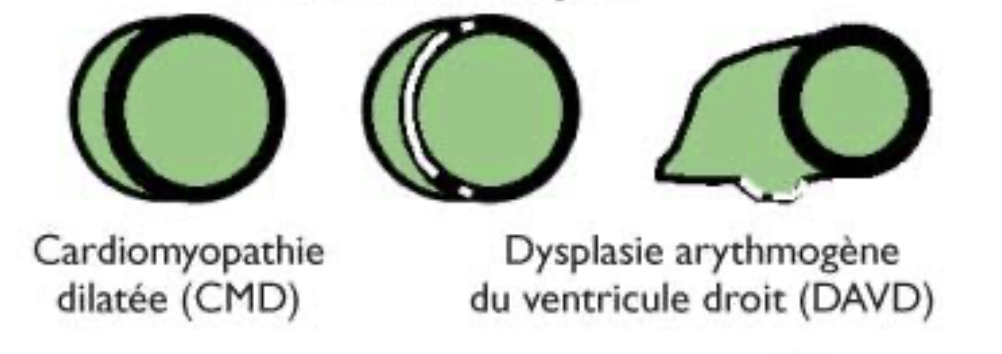 Cardiomyopathie
dilatée (CMD)
Dysplasie arythmogène
du ventricule droit (DAVD)